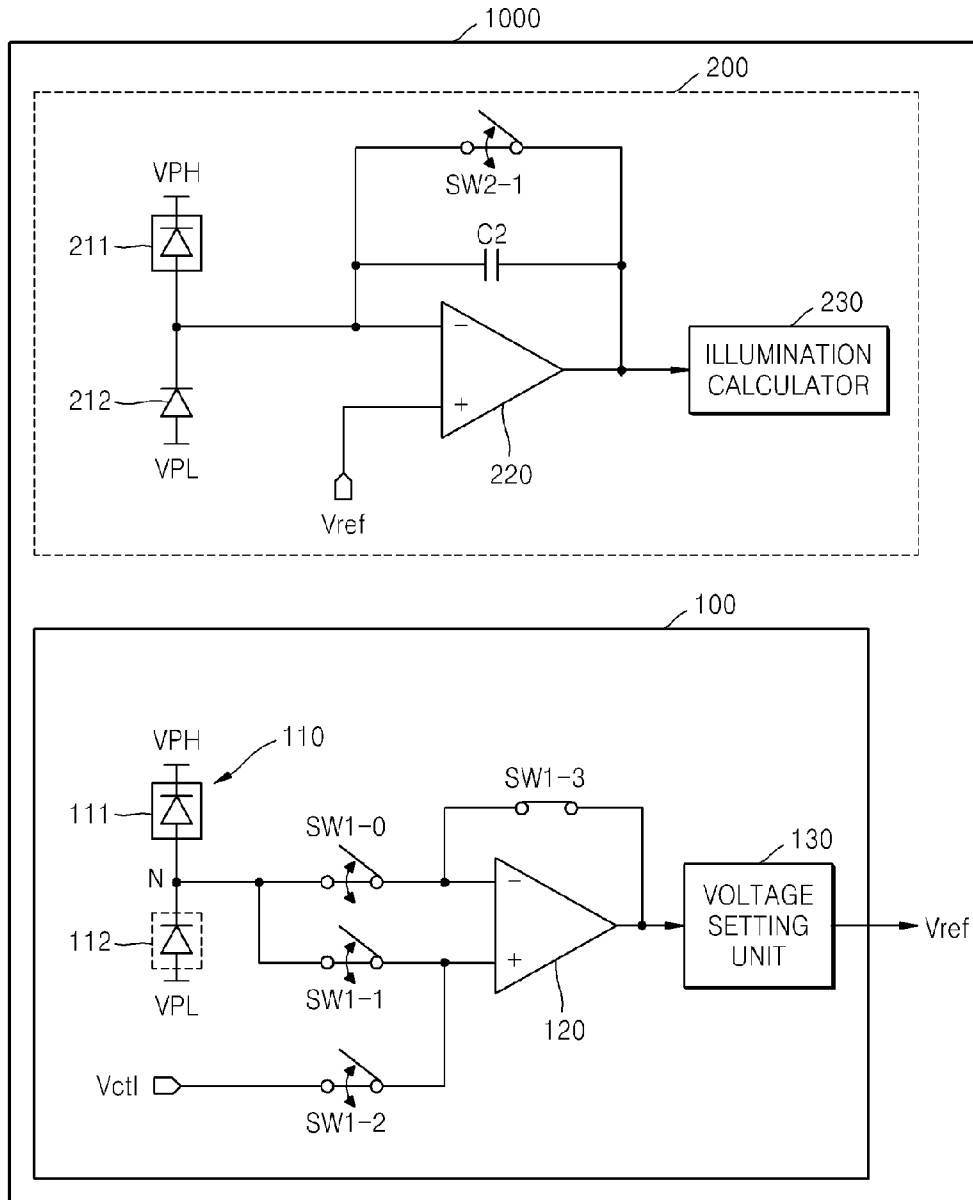 1000
200
VPH
211
SW2-1
C2
230
−
ILLUMINATION
CALCULATOR
212
+
220
VPL
Vref
100
VPH
110
111
SW1-3
SW1-0
130
N
−
VOLTAGE
SETTING
UNIT
Vref
112
SW1-1
+
VPL
120
Vctl
SW1-2